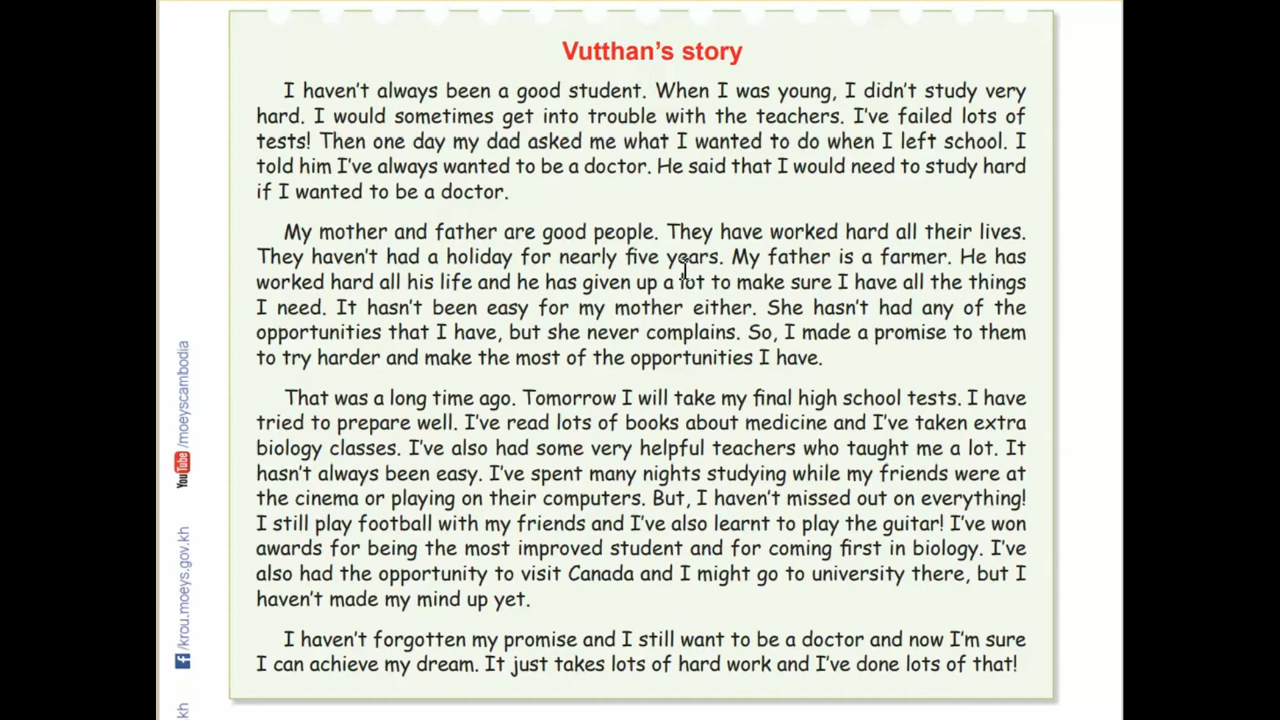 Vutthan's story
I haven't always been a good student. When I was young, I didn't study very
hard. I would sometimes get into trouble with the teachers. I've failed lots of
tests! Then one day my dad asked me what I wanted to do when I left school. I
told him I've always wanted to be a doctor. He said that I would need to study hard
if I wanted to be a doctor.
My mother and father are good people. They have worked hard all their lives.
They haven't had a holiday for nearly five years. My father is a farmer. He has
worked hard all his life and he has given up a lot to make sure I have all the things
I need. It hasn't been easy for my mother either. She hasn't had any of the
opportunities that I have, but she never complains. So, I made a promise to them
to try harder and make the most of the opportunities I have.
That was a long time ago. Tomorrow I will take my final high school tests. I have
tried to prepare well. I've read lots of books about medicine and I've taken extra
biology classes. I've also had some very helpful teachers who taught me a lot. It
hasn't always been easy. I've spent many nights studying while my friends were at
the cinema or playing on their computers. But, I haven't missed out on everything!
I still play football with my friends and I've also learnt to play the guitar! I've won
awards for being the most improved student and for coming first in biology. I've
also had the opportunity to visit Canada and I might go to university there, but I
haven't made my mind up yet.
I haven't forgotten my promise and I still want to be a doctor and now I'm sure
I can achieve my dream. It just takes lots of hard work and I've done lots of that!
YouTube /moeyscambodia
f /krou.moeys.gov.kh
kh